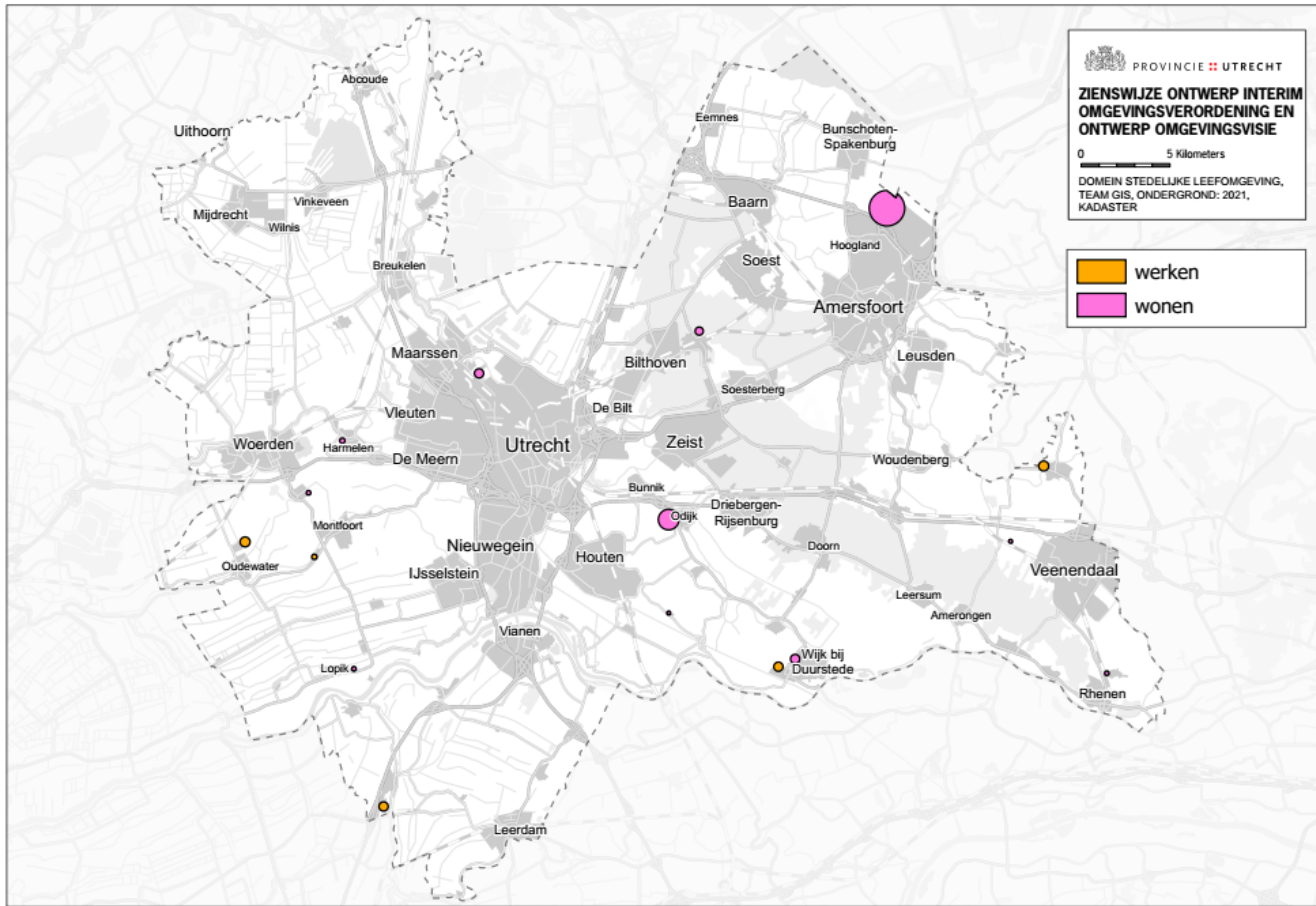 PROVINCIE UTRECHT
ZIENSWIJZE ONTWERP INTERIM
OMGEVINGSVERORDENING EN
ONTWERP OMGEVINGSVISIE
0 5 Kilometers
DOMEIN STEDELIJKE LEEFOMGEVING,
TEAM GIS, ONDERGROND: 2021,
KADASTER
werken
wonen
Abcoude
Uithoorn
Eemnes
Bunschoten-
Spakenburg
Mijdrecht
Vinkeveen
Wilnis
Baarn
Hoogland
Breukelen
Soest
Amersfoort
Maarssen
Bilthoven
Leusden
Soesterberg
Vleuten
De Bilt
Woerden
Harmelen
Utrecht
Zeist
De Meern
Woudenberg
Bunnik
Driebergen-
Rijsenburg
Odijk
Montfoort
Nieuwegein
Houten
Doorn
Oudewater
IJsselstein
Veenendaal
Leersum
Amerongen
Vianen
Wijk bij
Duurstede
Lopik
Rhenen
Leerdam